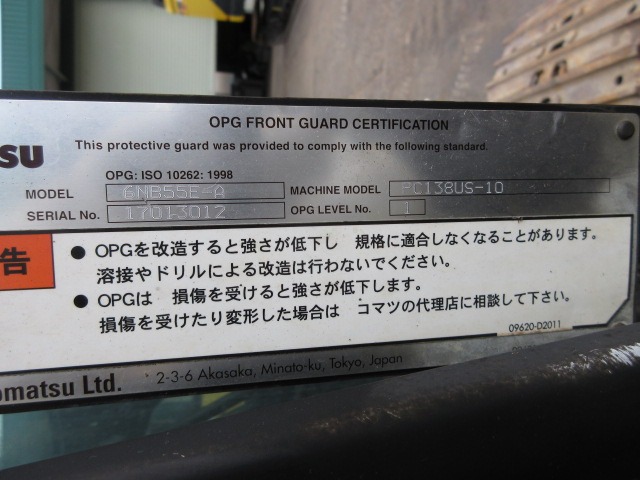 OPG FRONT GUARD CERTIFICATION
This protective guard was provided to comply with the following standard.
SU
OPG: ISO 10262: 1998
MODEL 6NB55E-A MACHINE MODEL PC138US-10
SERIAL No. 17013012 OPG LEVEL No. 1
告
● OPGを改造すると強さが低下し 規格に適合しなくなることがあります。
溶接やドリルによる改造は行わないでください。
● OPGは 損傷を受けると強さが低下します。
損傷を受けたり変形した場合は コマツの代理店に相談して下さい。
09620-D2011
omatsu Ltd. 2-3-6 Akasaka, Minato-ku, Tokyo, Japan